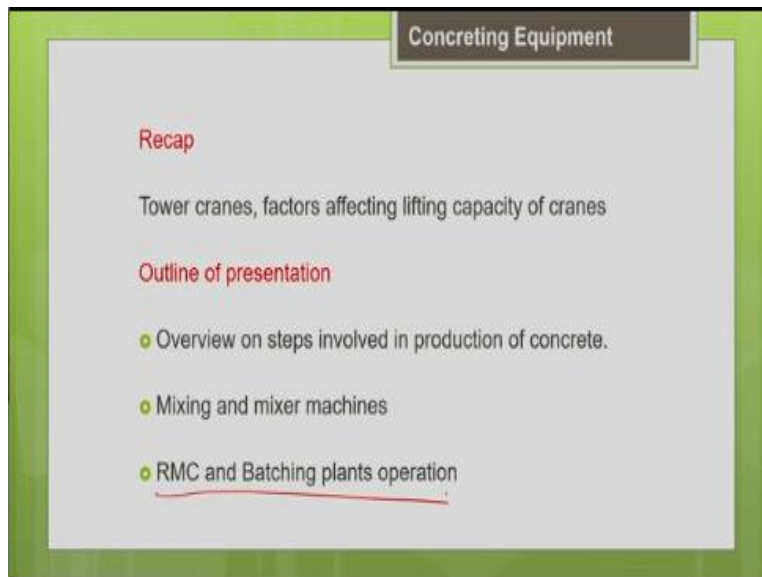 Concreting Equipment
Recap
Tower cranes, factors affecting lifting capacity of cranes
Outline of presentation
Overview on steps involved in production of concrete.
Mixing and mixer machines
RMC and Batching plants operation